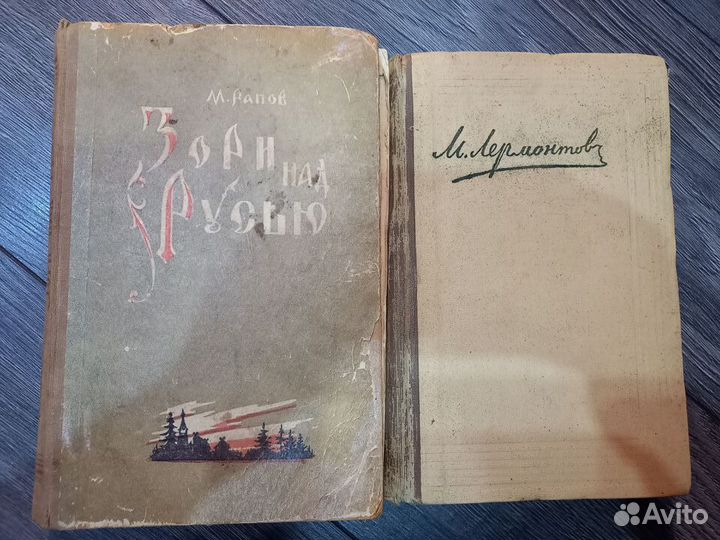 М. Рапов
Зори
над
Русью
М. Лермонтовъ
Avito